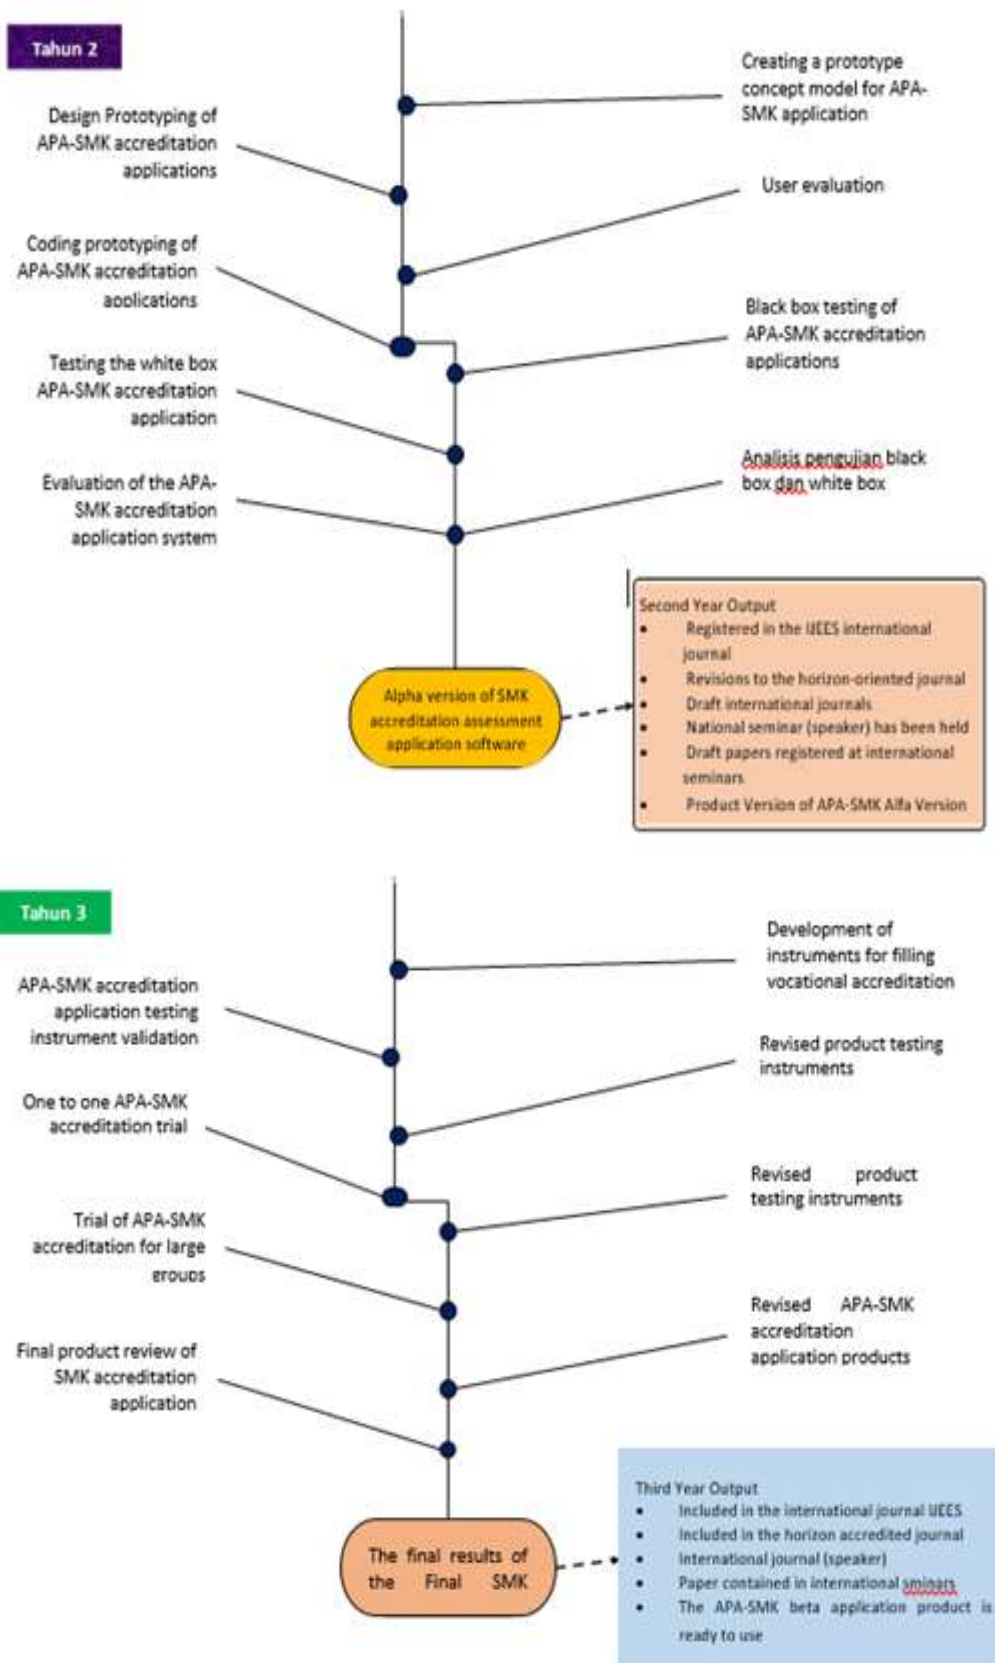 Tahun 2
Creating a prototype
concept model for APA-
SMK application
Design Prototyping of
APA-SMK accreditation
applications
User evaluation
Coding prototyping of
APA-SMK accreditation
applications
Black box testing of
APA-SMK accreditation
applications
Testing the white box
APA-SMK accreditation
application
Analisis pengujian black
box dan white box
Evaluation of the APA-
SMK accreditation
application system
Second Year Output
• Registered in the IJEES international
journal
• Revisions to the horizon-oriented journal
• Draft international journals
• National seminar (speaker) has been held
• Draft papers registered at international
seminars
• Product Version of APA-SMK Alfa Version
Alpha version of SMK
accreditation assessment
application software
Tahun 3
Development of
instruments for filling
vocational accreditation
APA-SMK accreditation
application testing
instrument validation
Revised product testing
instruments
One to one APA-SMK
accreditation trial
Revised product
testing instruments
Trial of APA-SMK
accreditation for large
groups
Revised APA-SMK
accreditation
application products
Final product review of
SMK accreditation
application
Third Year Output
• Included in the international journal IJEES
• Included in the horizon accredited journal
• International journal (speaker)
• Paper contained in international sminars
• The APA-SMK beta application product is
ready to use
The final results of
the Final SMK